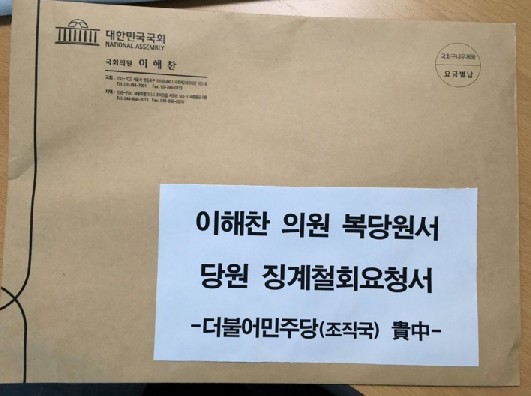 대한민국국회
NATIONAL ASSEMBLY
국회의원 이 해 찬
요금별납
이해찬 의원 복당원서
당원 징계철회요청서
-더불어민주당(조직국) 貴中-